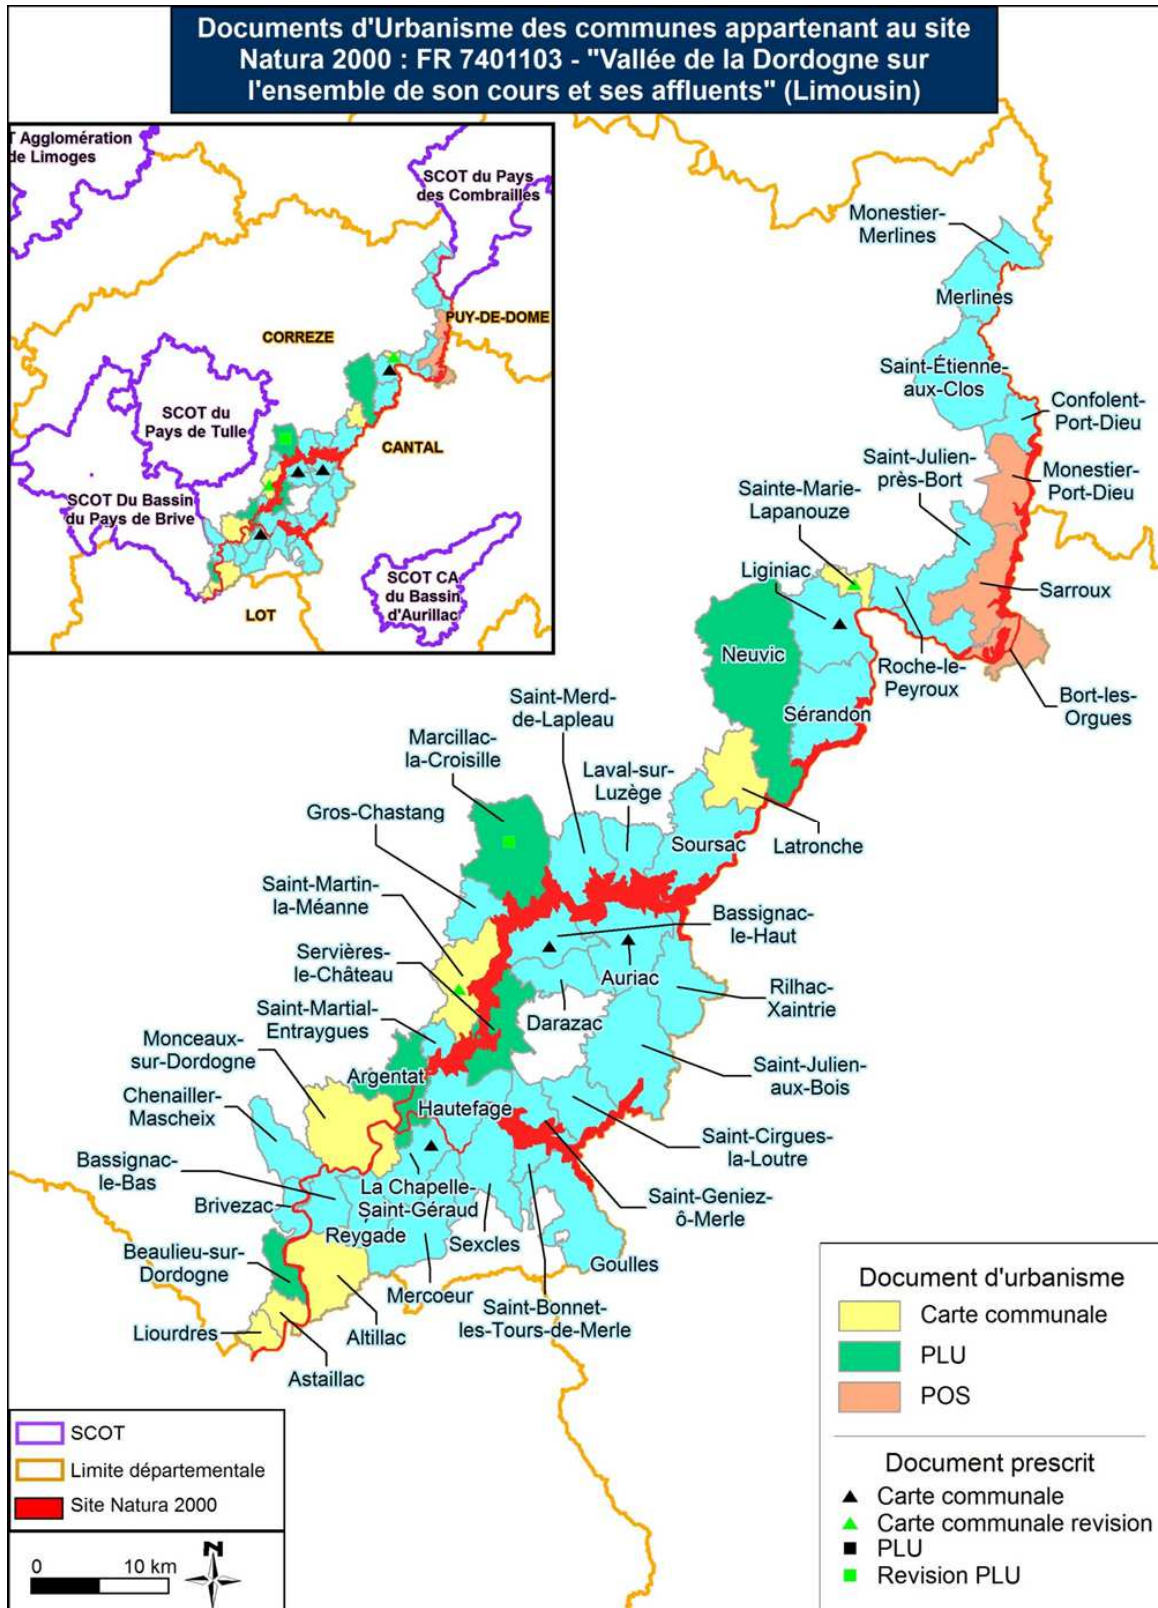 Documents d'Urbanisme des communes appartenant au site
Natura 2000 : FR 7401103 - "Vallée de la Dordogne sur
l'ensemble de son cours et ses affluents" (Limousin)
T Agglomération
de Limoges
SCOT du Pays
des Combrailles
PUY-DE-DOME
CORREZE
SCOT du
Pays de Tulle
CANTAL
SCOT Du Bassin
du Pays de Brive
SCOT CA
du Bassin
d'Aurillac
LOT
Monestier-
Merlines
Merlines
Saint-Étienne-
aux-Clos
Confolent-
Port-Dieu
Saint-Julien-
près-Bort
Monestier-
Port-Dieu
Sainte-Marie-
Lapanouze
Liginiac
Sarroux
Neuvic
Roche-le-
Peyroux
Bort-les-
Orgues
Saint-Merd-
de-Lapleau
Sérandon
Marcillac-
la-Croisille
Laval-sur-
Luzège
Gros-Chastang
Soursac
Latronche
Saint-Martin-
la-Méanne
Bassignac-
le-Haut
Servières-
le-Château
Auriac
Rilhac-
Xaintrie
Saint-Martial-
Entraygues
Darazac
Monceaux-
sur-Dordogne
Saint-Julien-
aux-Bois
Argentat
Chenailler-
Mascheix
Hautefage
Saint-Cirgues-
la-Loutre
Bassignac-
le-Bas
La Chapelle-
Saint-Géraud
Saint-Geniez-
ô-Merle
Brivezac
Reygade
Sexcles
Beaulieu-sur-
Dordogne
Goulles
Mercoeur
Saint-Bonnet-
les-Tours-de-Merle
Liourdres
Altillac
Astaillac
Document d'urbanisme
Carte communale
PLU
POS
Document prescrit
Carte communale
Carte communale revision
PLU
Revision PLU
SCOT
Limite départementale
Site Natura 2000
0 10 km
N